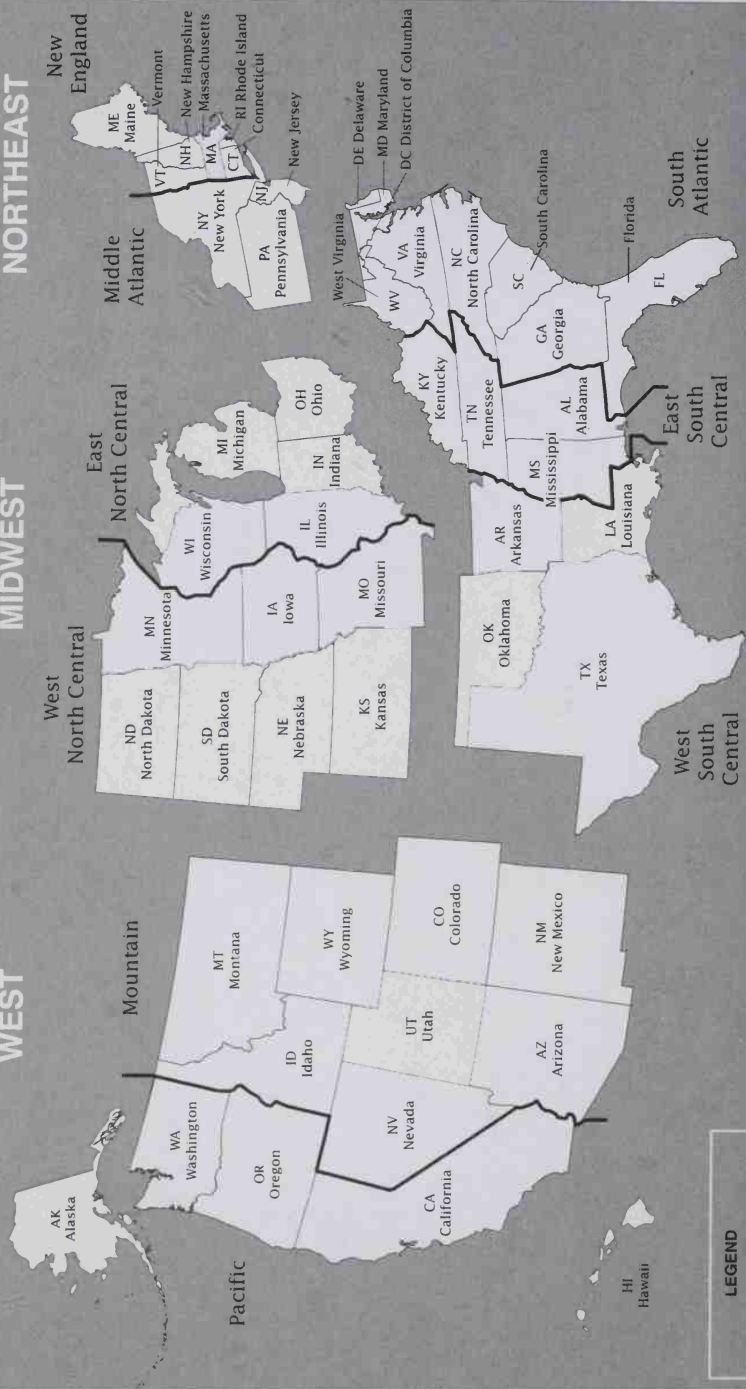 WEST
MIDWEST
NORTHEAST
AK
Alaska
Pacific
Mountain
WA
Washington
OR
Oregon
CA
California
NV
Nevada
ID
Idaho
MT
Montana
WY
Wyoming
UT
Utah
CO
Colorado
AZ
Arizona
NM
New Mexico
HI
Hawaii
LEGEND
West
North Central
East
North Central
ND
North Dakota
SD
South Dakota
NE
Nebraska
KS
Kansas
MN
Minnesota
IA
Iowa
MO
Missouri
WI
Wisconsin
IL
Illinois
MI
Michigan
IN
Indiana
OH
Ohio
Middle
Atlantic
New
England
NY
New York
PA
Pennsylvania
NJ
New Jersey
ME
Maine
VT
Vermont
NH
New Hampshire
MA
Massachusetts
RI Rhode Island
CT
Connecticut
West
South
Central
East
South
Central
South
Atlantic
TX
Texas
OK
Oklahoma
AR
Arkansas
LA
Louisiana
KY
Kentucky
TN
Tennessee
MS
Mississippi
AL
Alabama
West Virginia
WV
VA
Virginia
NC
North Carolina
SC
South Carolina
GA
Georgia
FL
Florida
DE Delaware
MD Maryland
DC District of Columbia